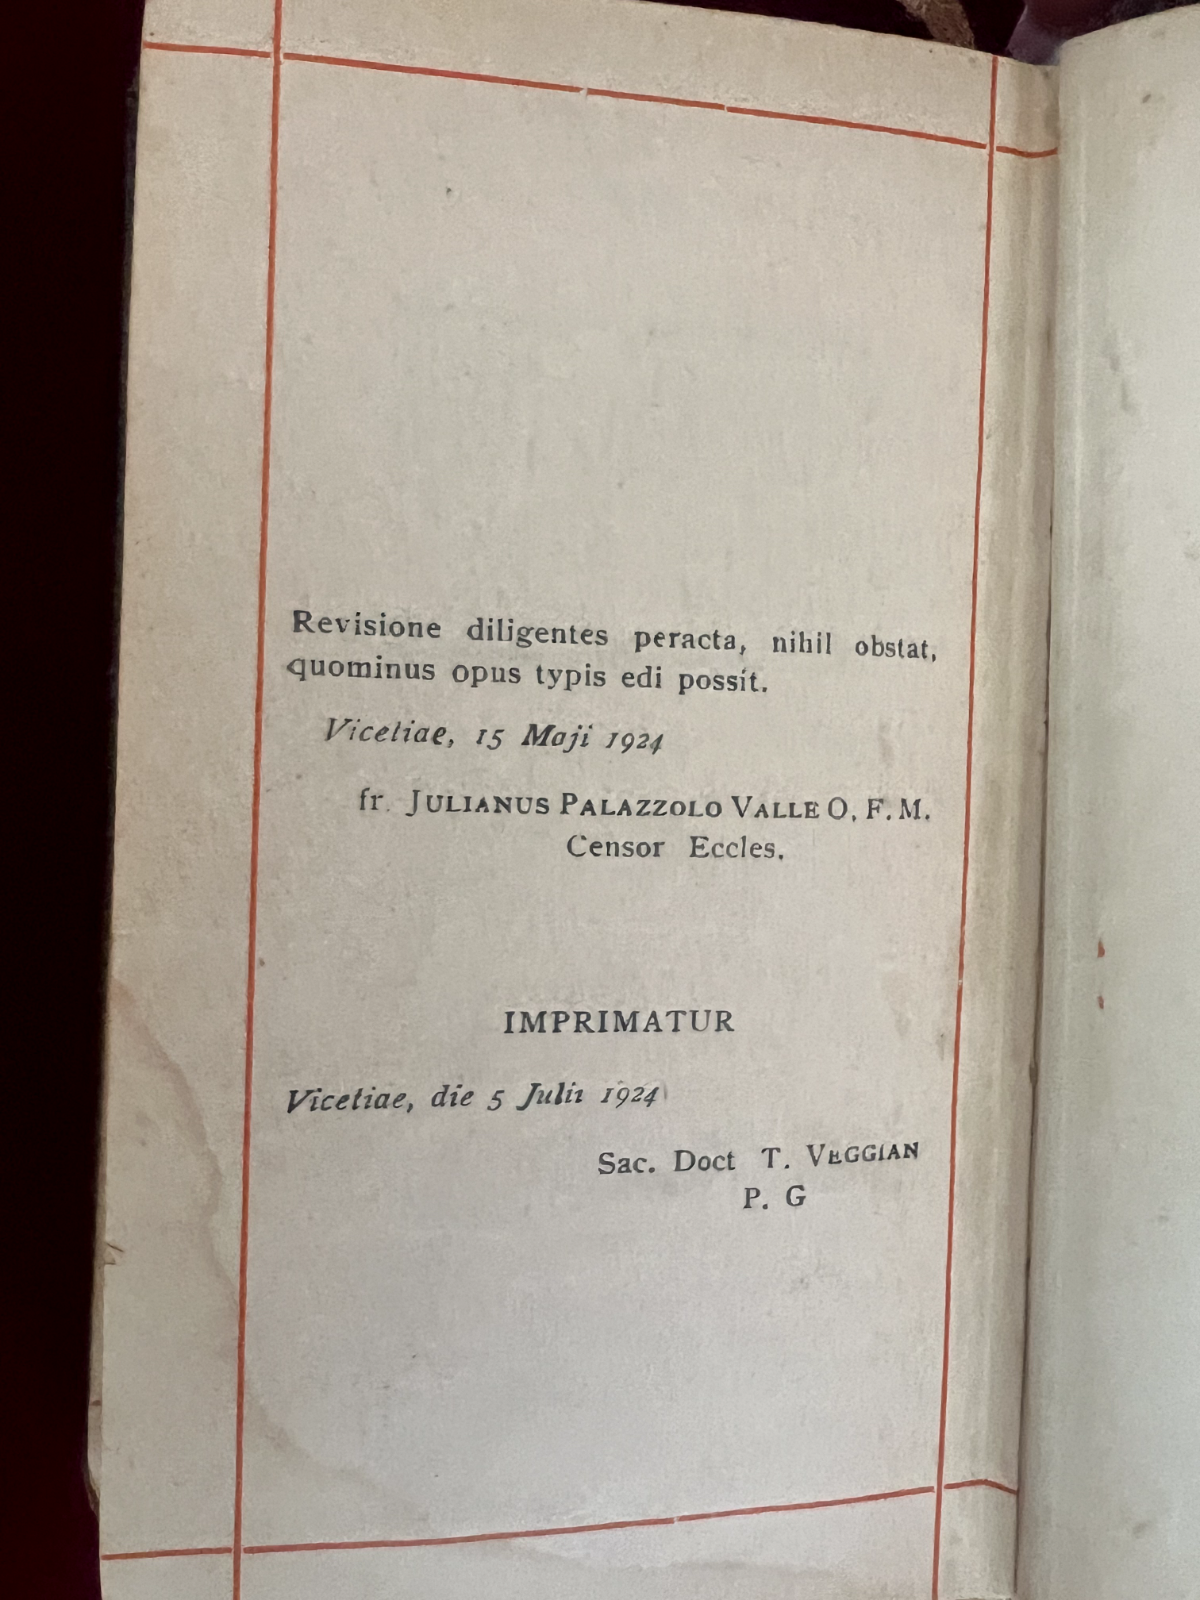 Revisione diligentes peracta, nihil obstat,
quominus opus typis edi possit.
Vicetiae, 15 Maji 1924
fr. JULIANUS PALAZZOLO VALLE O. F. M.
Censor Eccles.
IMPRIMATUR
Vicetiae, die 5 Julii 1924
Sac. Doct T. VEGGIAN
P. G